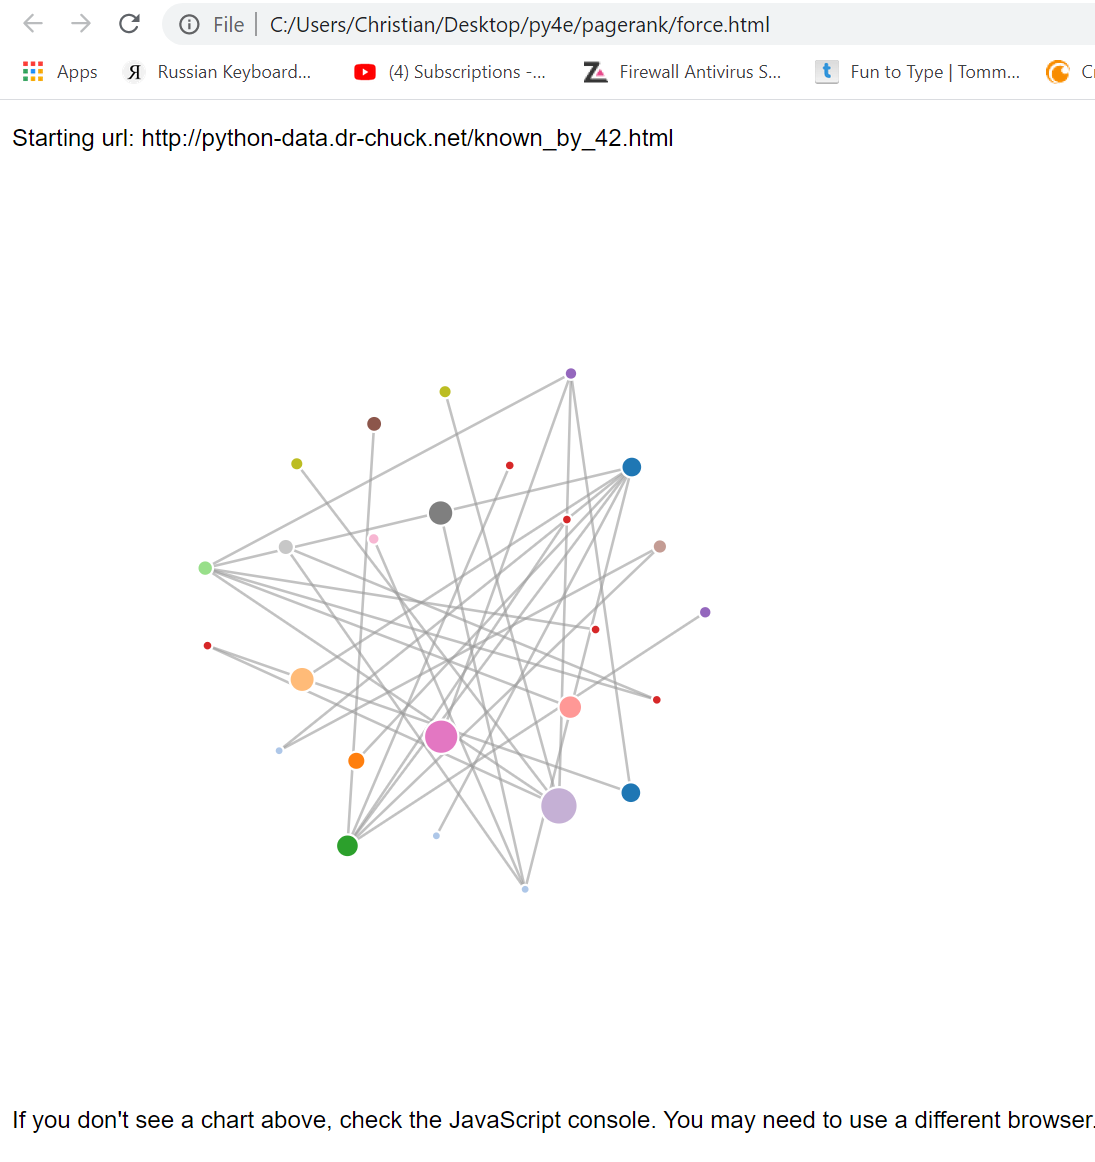 File | C:/Users/Christian/Desktop/py4e/pagerank/force.html
Apps Я Russian Keyboard... (4) Subscriptions -... Firewall Antivirus S... t Fun to Type | Tomm... Cr
Starting url: http://python-data.dr-chuck.net/known_by_42.html
If you don't see a chart above, check the JavaScript console. You may need to use a different browser.